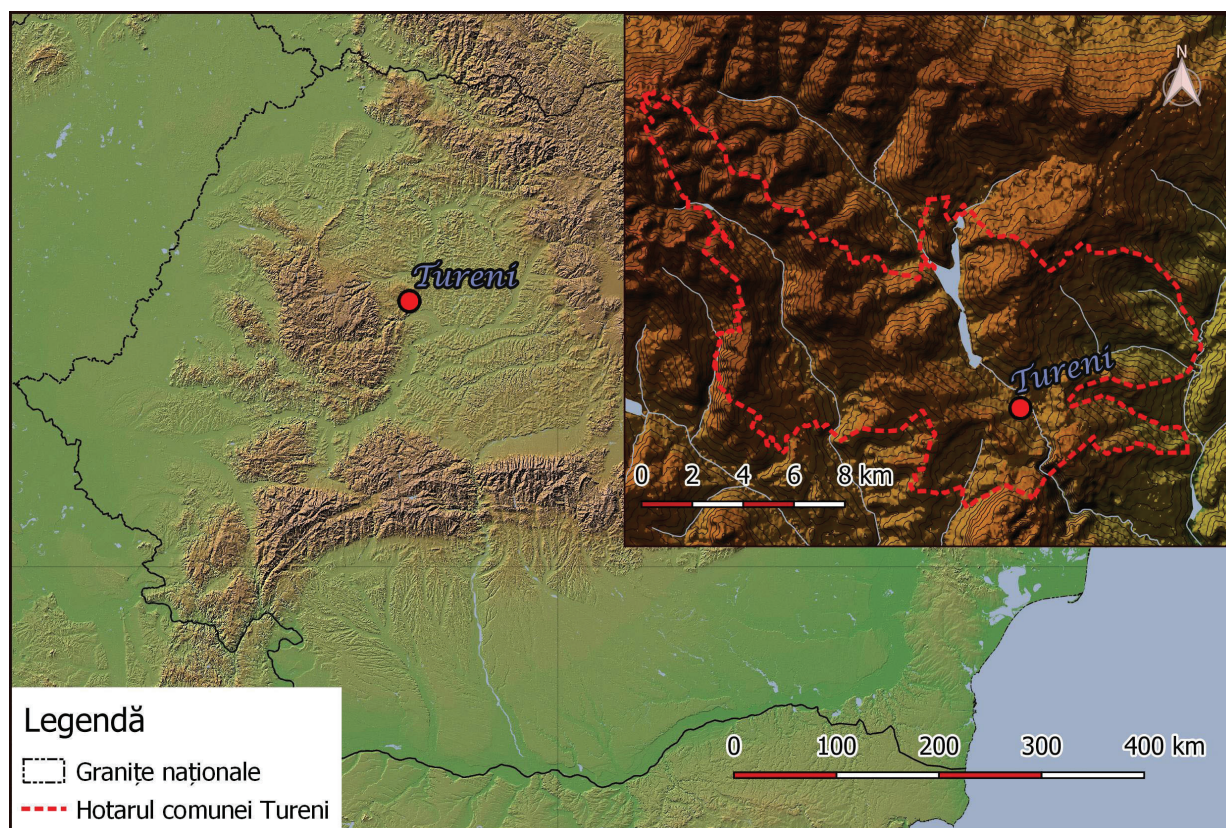 Tureni
N
Tureni
0 2 4 6 8 km
Legendă
Granițe naționale
Hotarul comunei Tureni
0 100 200 300 400 km